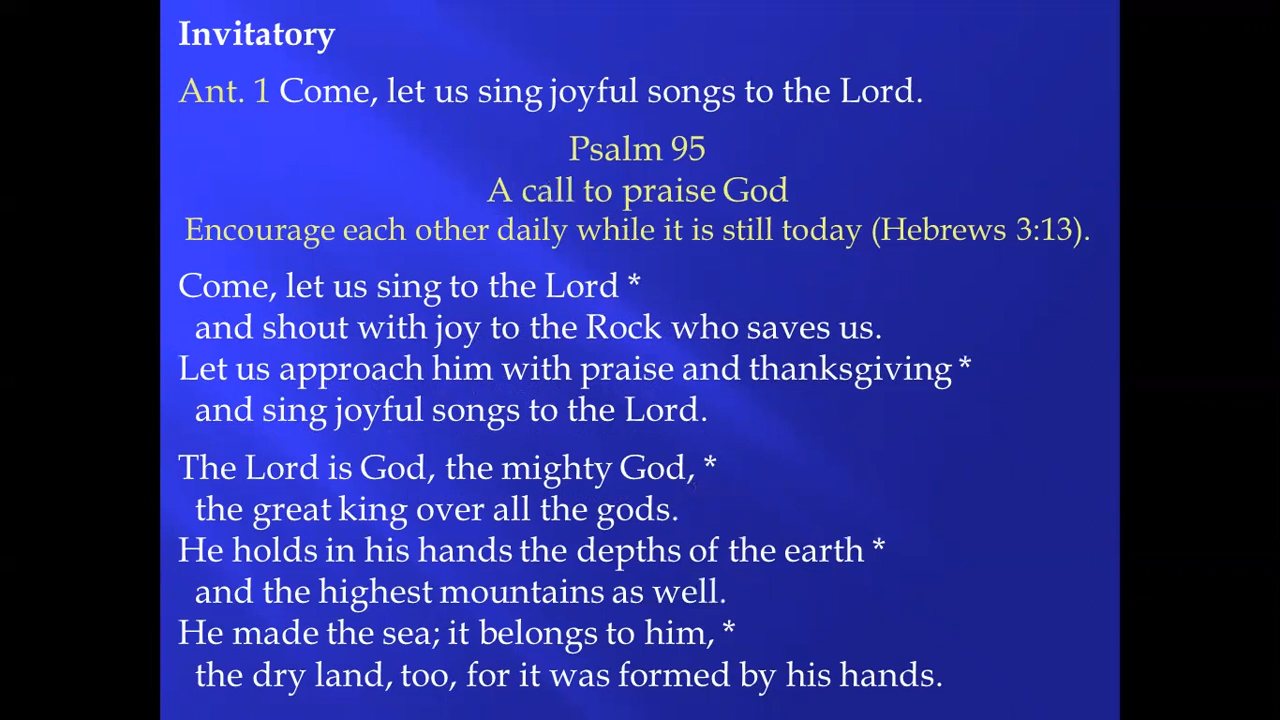 Invitatory
Ant. 1 Come, let us sing joyful songs to the Lord.
Psalm 95
A call to praise God
Encourage each other daily while it is still today (Hebrews 3:13).
Come, let us sing to the Lord *
and shout with joy to the Rock who saves us.
Let us approach him with praise and thanksgiving *
and sing joyful songs to the Lord.
The Lord is God, the mighty God, *
the great king over all the gods.
He holds in his hands the depths of the earth *
and the highest mountains as well.
He made the sea; it belongs to him, *
the dry land, too, for it was formed by his hands.